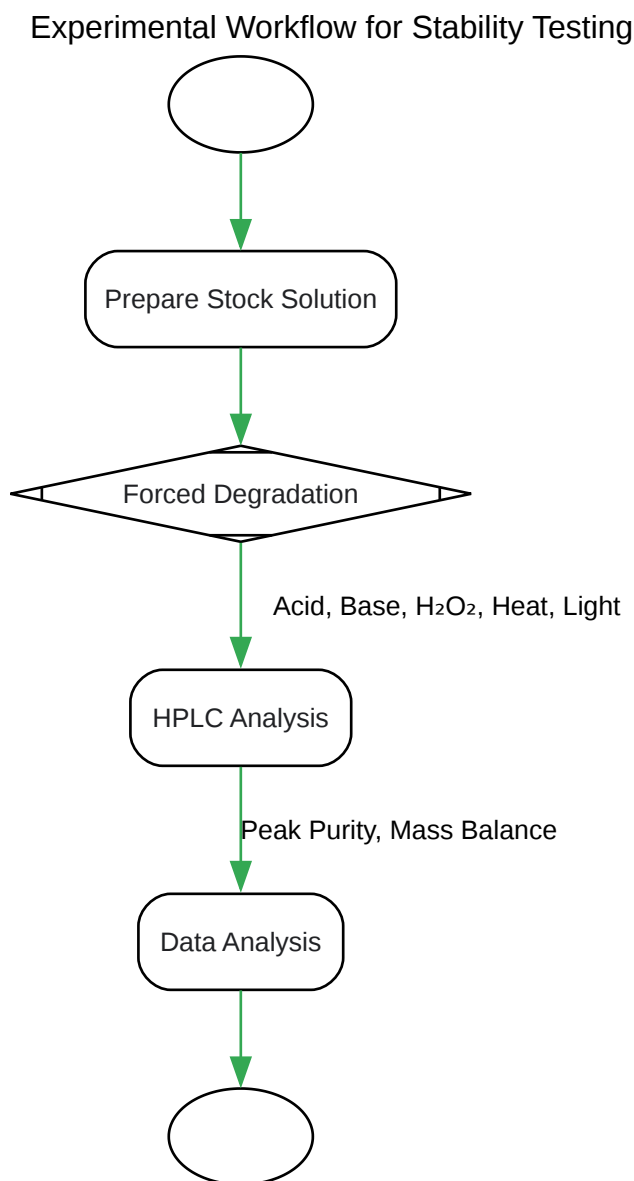 Experimental Workflow for Stability Testing
Prepare Stock Solution
Forced Degradation
Acid, Base, H₂O₂, Heat, Light
HPLC Analysis
Peak Purity, Mass Balance
Data Analysis